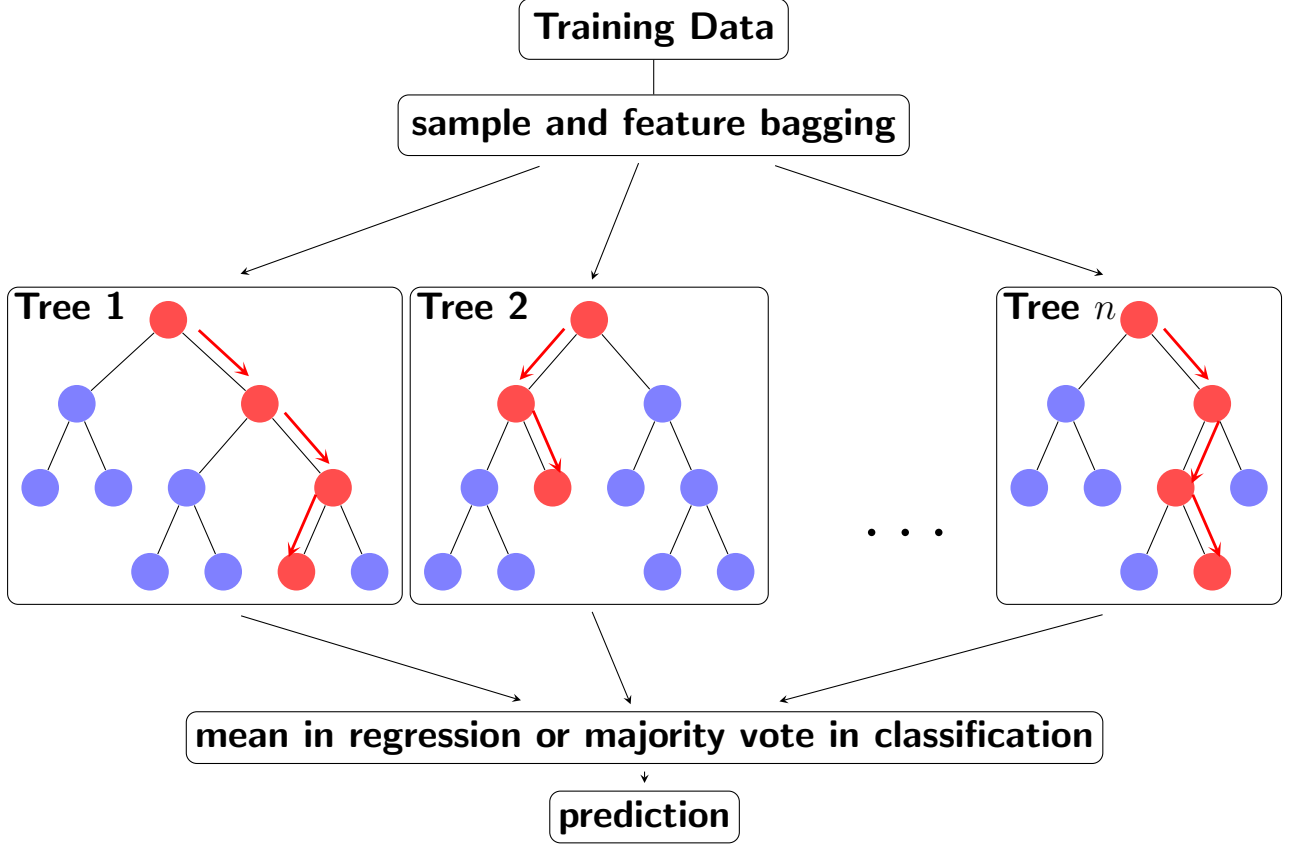 Training Data
sample and feature bagging
Tree 1
Tree 2
Tree n
. . .
mean in regression or majority vote in classification
prediction